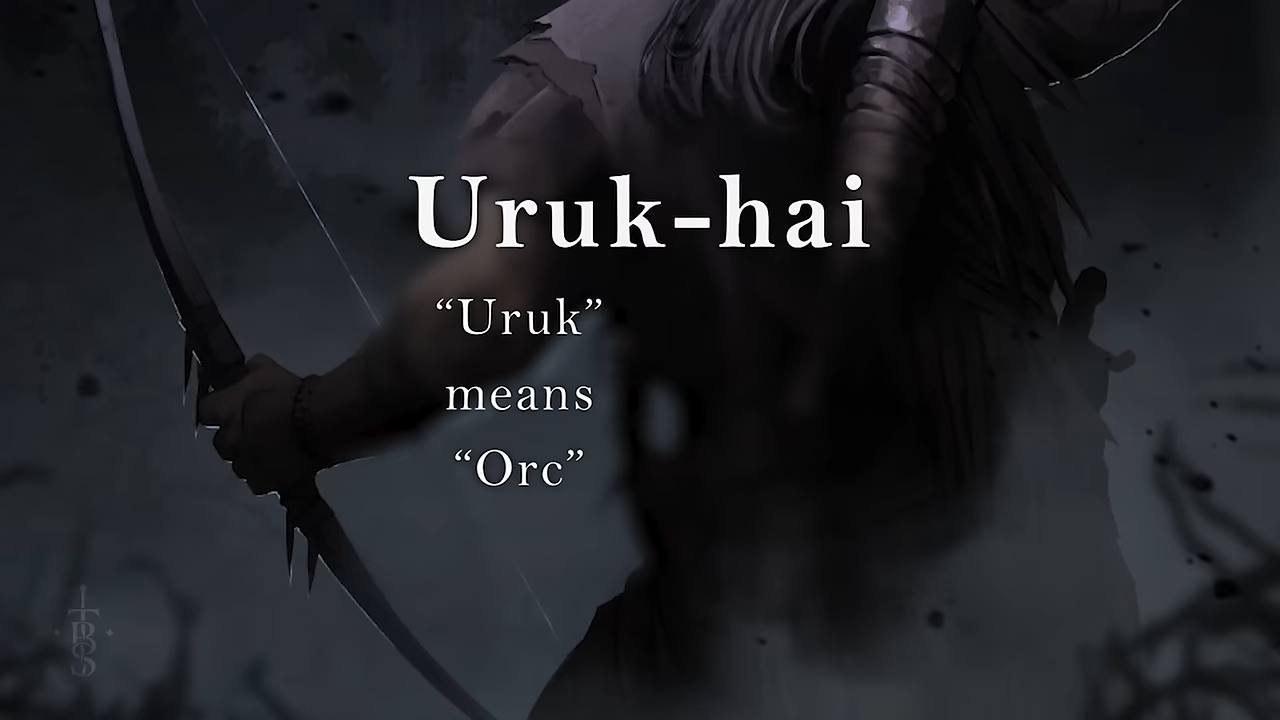 Uruk-hai
“Uruk”
means
“Orc”